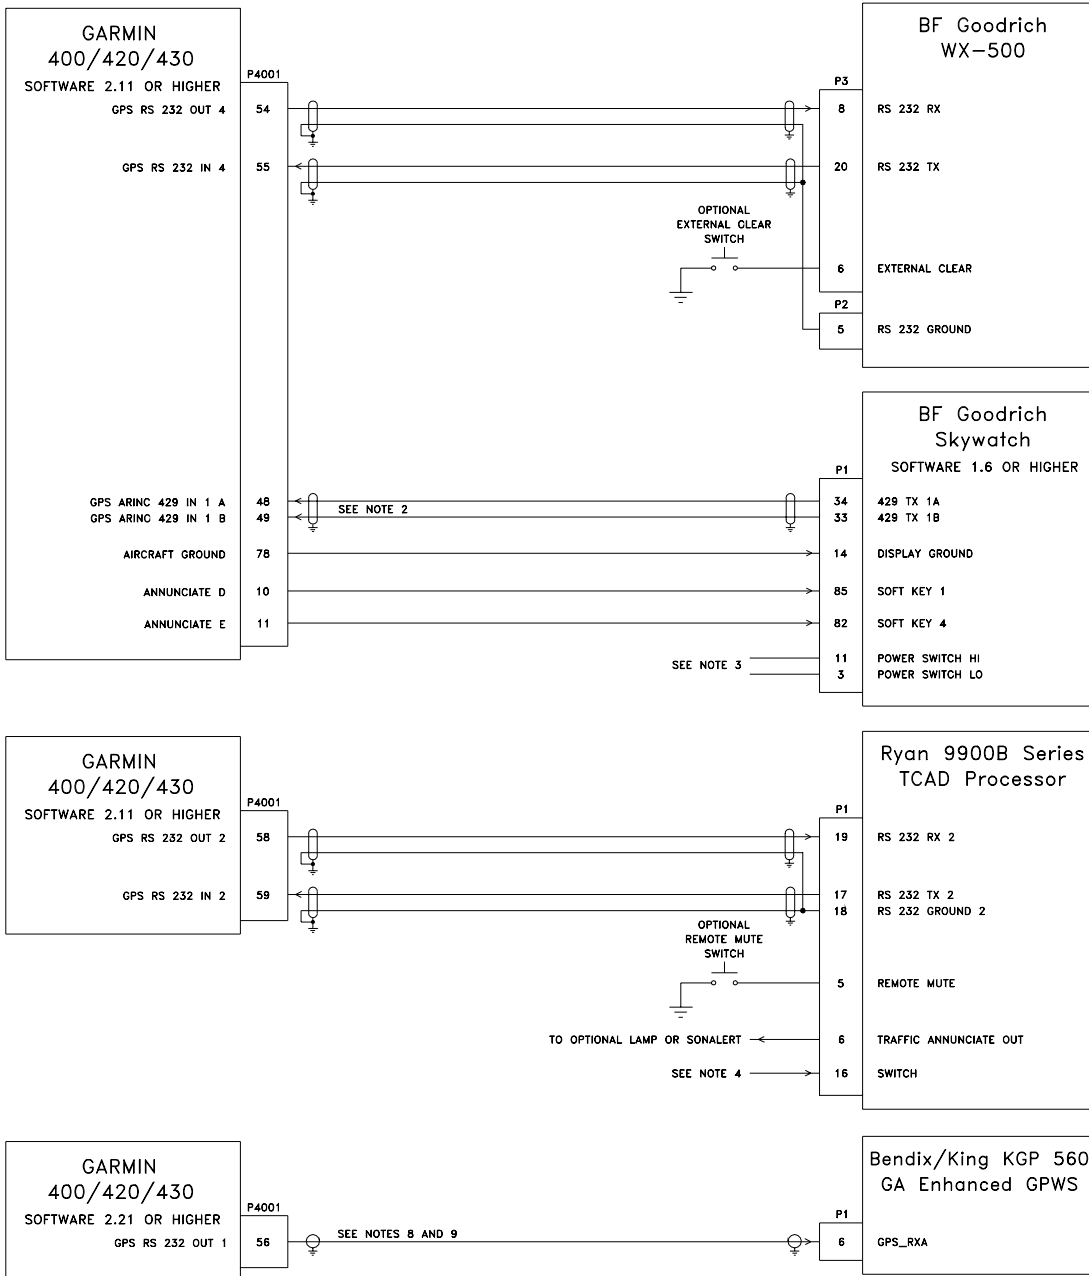 GARMIN
400/420/430
SOFTWARE 2.11 OR HIGHER
P4001
GPS RS 232 OUT 4 54
GPS RS 232 IN 4 55
GPS ARINC 429 IN 1 A 48
GPS ARINC 429 IN 1 B 49
AIRCRAFT GROUND 78
ANNUNCIATE D 10
ANNUNCIATE E 11
OPTIONAL
EXTERNAL CLEAR
SWITCH
BF Goodrich
WX-500
P3
8 RS 232 RX
20 RS 232 TX
6 EXTERNAL CLEAR
P2
5 RS 232 GROUND
SEE NOTE 2
SEE NOTE 3
BF Goodrich
Skywatch
SOFTWARE 1.6 OR HIGHER
P1
34 429 TX 1A
33 429 TX 1B
14 DISPLAY GROUND
85 SOFT KEY 1
82 SOFT KEY 4
11 POWER SWITCH HI
3 POWER SWITCH LO
GARMIN
400/420/430
SOFTWARE 2.11 OR HIGHER
P4001
GPS RS 232 OUT 2 58
GPS RS 232 IN 2 59
OPTIONAL
REMOTE MUTE
SWITCH
TO OPTIONAL LAMP OR SONALERT
SEE NOTE 4
Ryan 9900B Series
TCAD Processor
P1
19 RS 232 RX 2
17 RS 232 TX 2
18 RS 232 GROUND 2
5 REMOTE MUTE
6 TRAFFIC ANNUNCIATE OUT
16 SWITCH
GARMIN
400/420/430
SOFTWARE 2.21 OR HIGHER
P4001
GPS RS 232 OUT 1 56
SEE NOTES 8 AND 9
Bendix/King KGP 560
GA Enhanced GPWS
P1
6 GPS_RXA